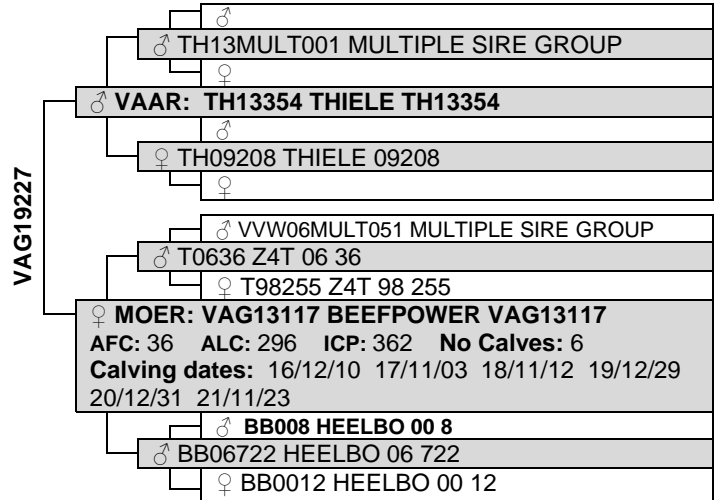 ♂
♂ TH13MULT001 MULTIPLE SIRE GROUP
♀
♂ VAAR: TH13354 THIELE TH13354
♂
♀ TH09208 THIELE 09208
♀
VAG19227
♂ VVW06MULT051 MULTIPLE SIRE GROUP
♂ T0636 Z4T 06 36
♀ T98255 Z4T 98 255
♀ MOER: VAG13117 BEEFPOWER VAG13117
AFC: 36 ALC: 296 ICP: 362 No Calves: 6
Calving dates: 16/12/10 17/11/03 18/11/12 19/12/29
20/12/31 21/11/23
♂ BB008 HEELBO 00 8
♂ BB06722 HEELBO 06 722
♀ BB0012 HEELBO 00 12